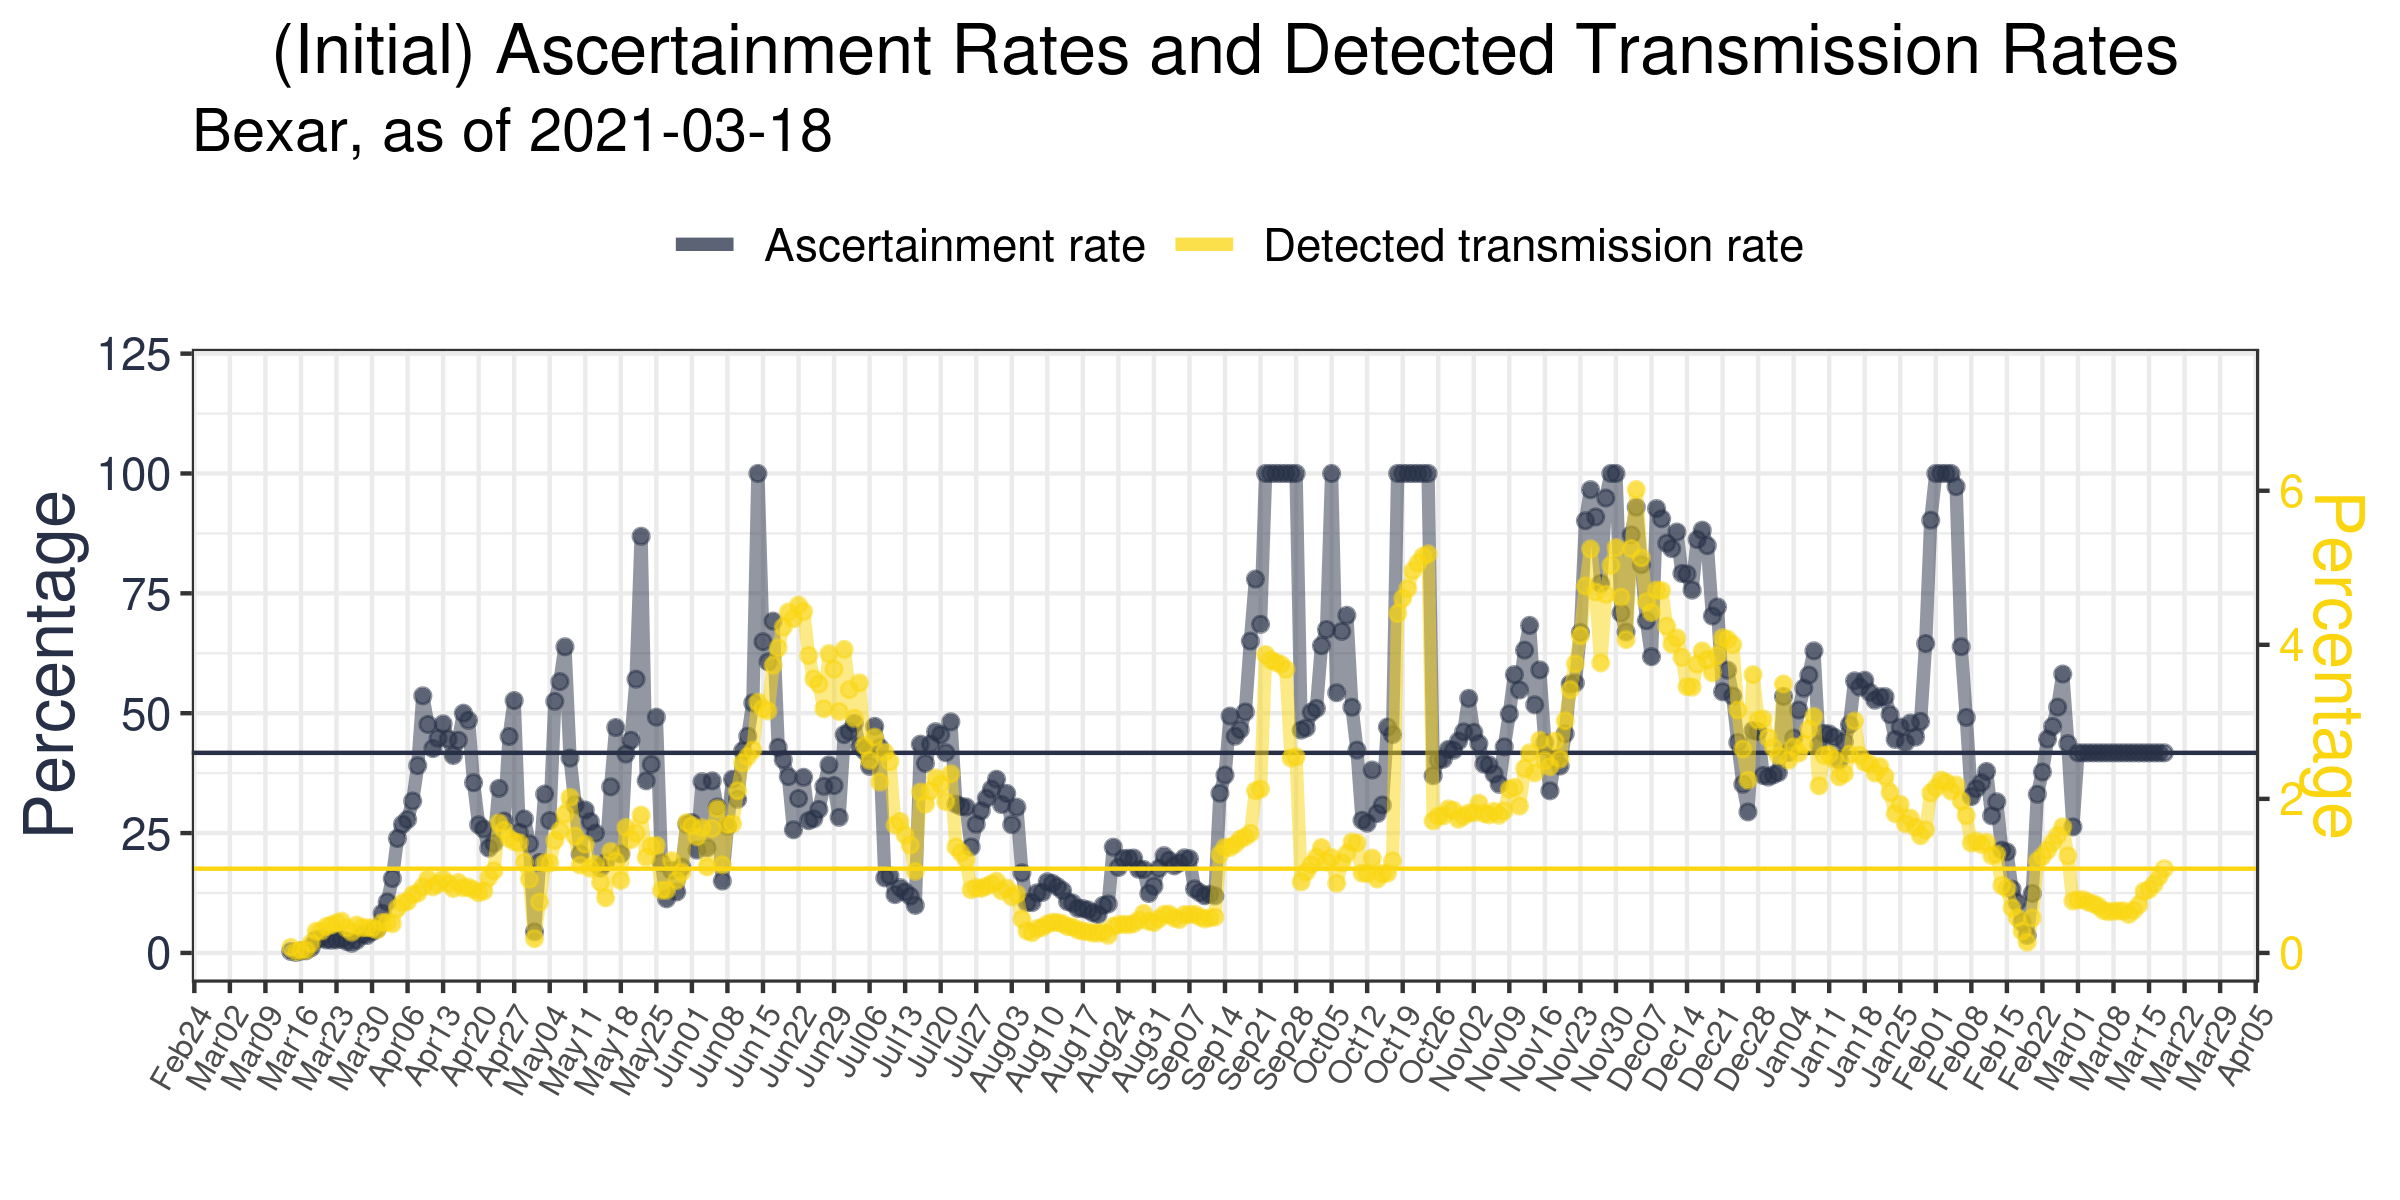 (Initial) Ascertainment Rates and Detected Transmission Rates
Bexar, as of 2021-03-18
Ascertainment rate
Detected transmission rate
125
100
75
50
25
0
Percentage
6
4
2
0
Percentage
Feb24
Mar02
Mar09
Mar16
Mar23
Mar30
Apr06
Apr13
Apr20
Apr27
May04
May11
May18
May25
Jun01
Jun08
Jun15
Jun22
Jun29
Jul06
Jul13
Jul20
Jul27
Aug03
Aug10
Aug17
Aug24
Aug31
Sep07
Sep14
Sep21
Sep28
Oct05
Oct12
Oct19
Oct26
Nov02
Nov09
Nov16
Nov23
Nov30
Dec07
Dec14
Dec21
Dec28
Jan04
Jan11
Jan18
Jan25
Feb01
Feb08
Feb15
Feb22
Mar01
Mar08
Mar15
Mar22
Mar29
Apr05